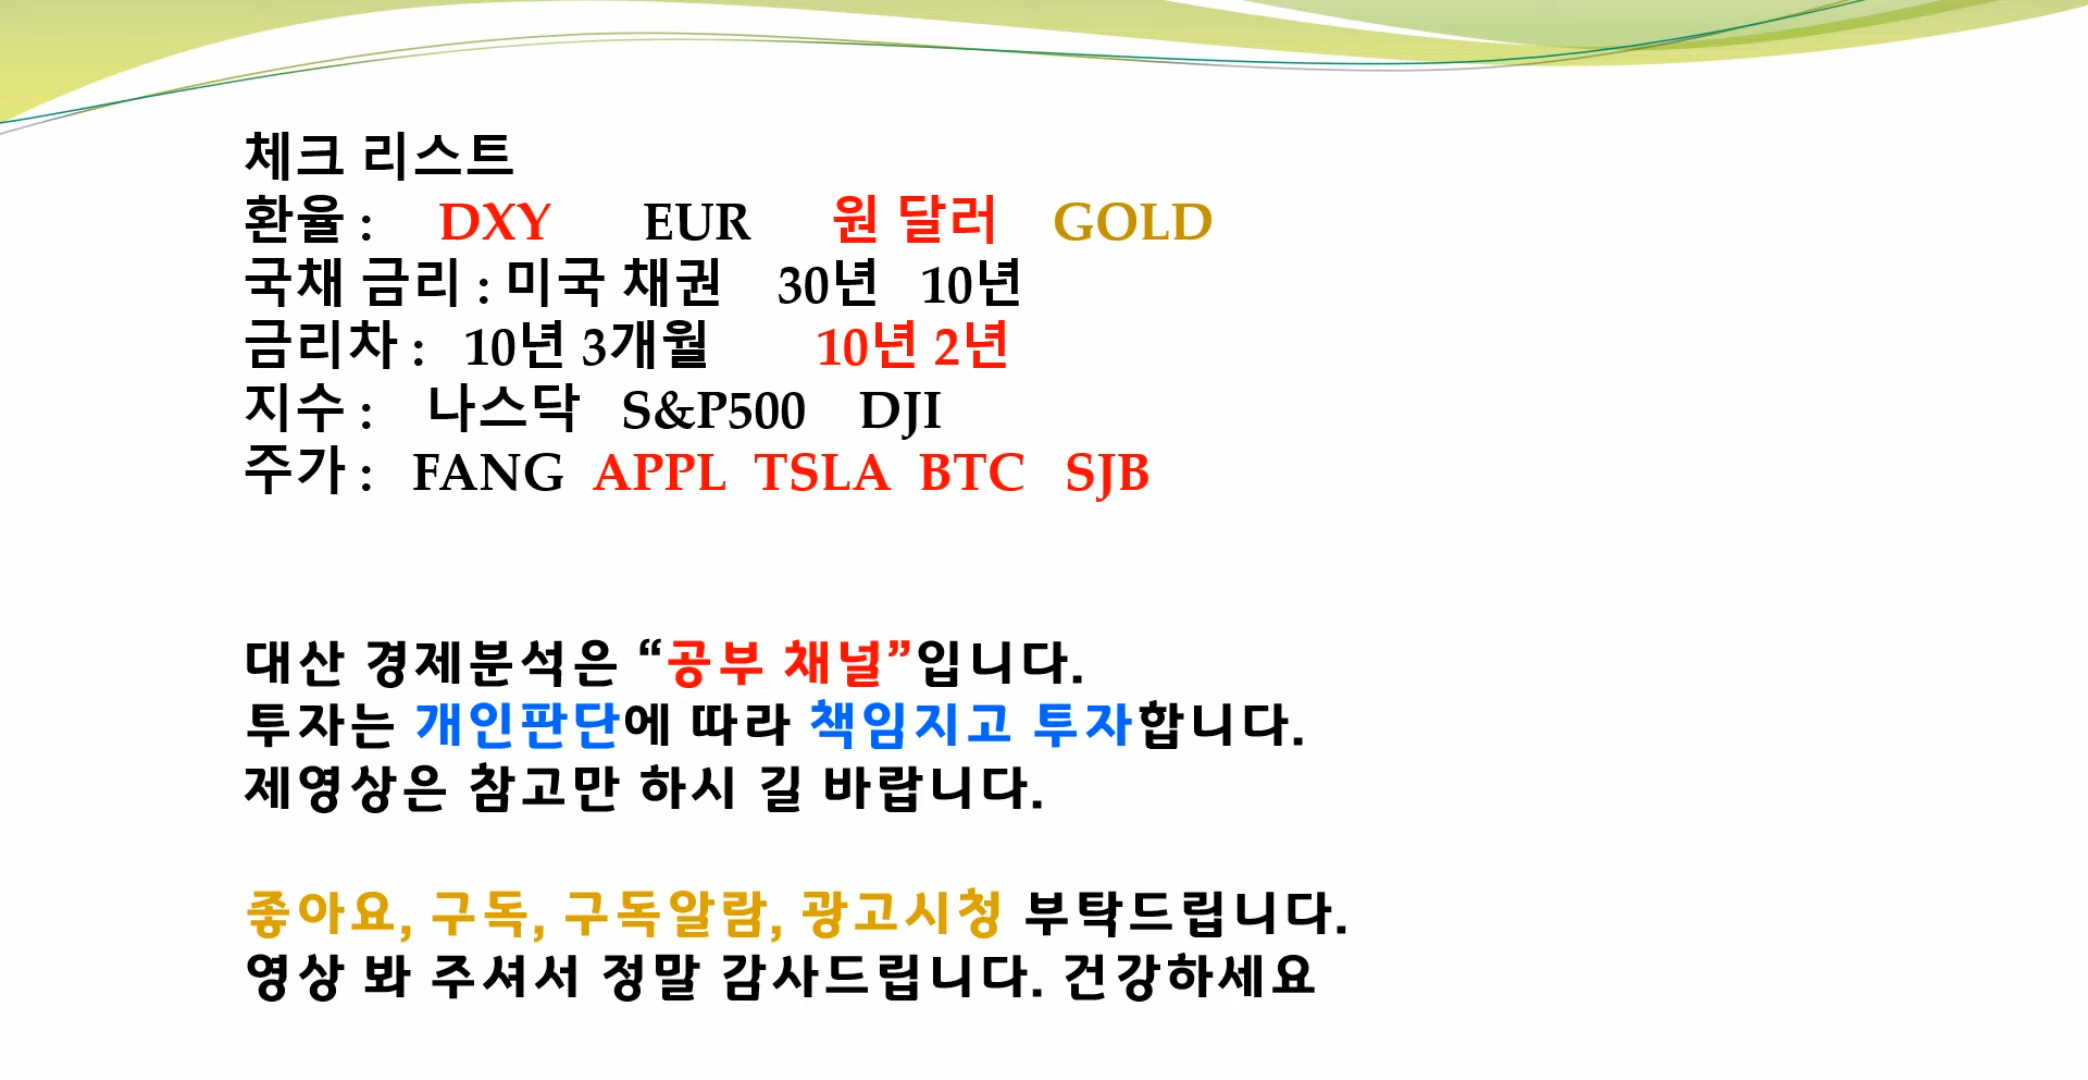 체크 리스트
환율 : DXY EUR 원 달러 GOLD
국채 금리 : 미국 채권 30년 10년
금리차 : 10년 3개월 10년 2년
지수 : 나스닥 S&P500 DJI
주가 : FANG APPL TSLA BTC SJB
대산 경제분석은 “공부 채널”입니다.
투자는 개인판단에 따라 책임지고 투자합니다.
제영상은 참고만 하시 길 바랍니다.
좋아요, 구독, 구독알람, 광고시청 부탁드립니다.
영상 봐 주셔서 정말 감사드립니다. 건강하세요